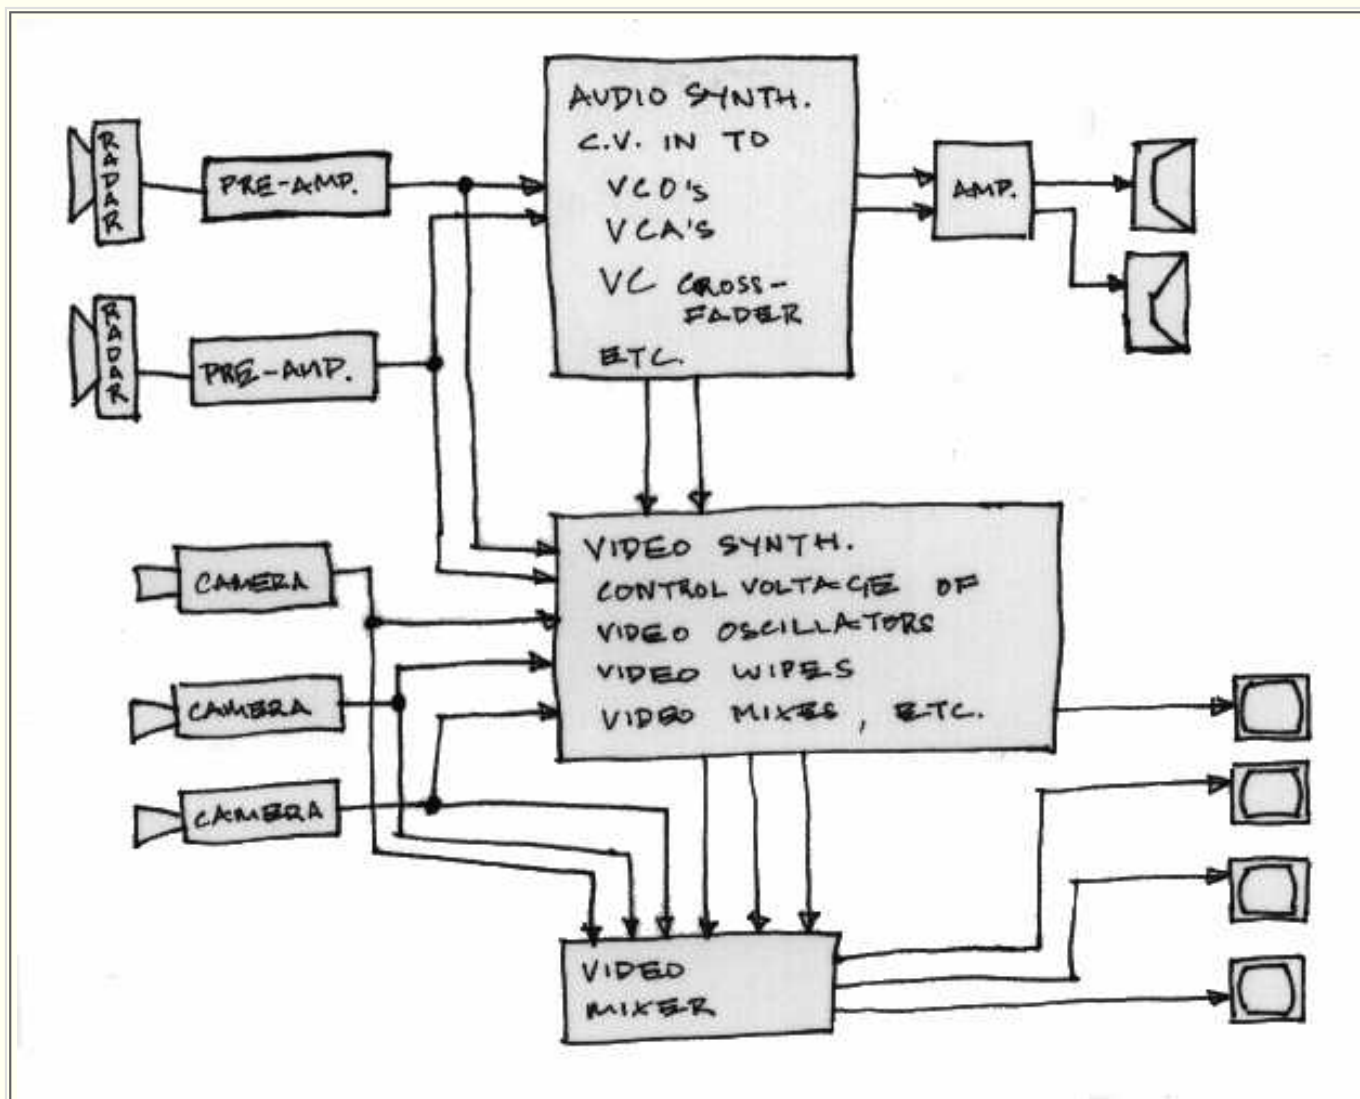 RADAR
PRE-AMP.
AUDIO SYNTH.
C.V. IN TO
VCO's
VCA's
VC CROSS-
FADER
ETC.
AMP.
RADAR
PRE-AMP.
CAMERA
CAMERA
CAMERA
VIDEO SYNTH.
CONTROL VOLTAGE OF
VIDEO OSCILLATORS
VIDEO WIPES
VIDEO MIXES, ETC.
VIDEO
MIXER